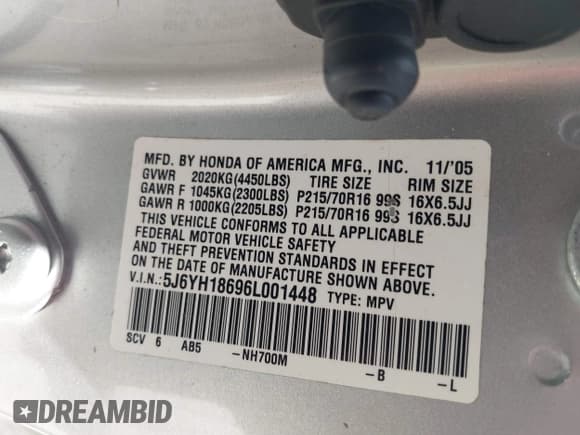 MFD. BY HONDA OF AMERICA MFG., INC. 11/'05
GVWR 2020KG(4450LBS) TIRE SIZE RIM SIZE
GAWR F 1045KG(2300LBS) P215/70R16 99S 16X6.5JJ
GAWR R 1000KG(2205LBS) P215/70R16 99S 16X6.5JJ
THIS VEHICLE CONFORMS TO ALL APPLICABLE
FEDERAL MOTOR VEHICLE SAFETY
AND THEFT PREVENTION STANDARDS IN EFFECT
ON THE DATE OF MANUFACTURE SHOWN ABOVE.
V.I.N.:5J6YH18696L001448 TYPE: MPV
SCV 6 AB5 -NH700M -B -L
DREAMBID